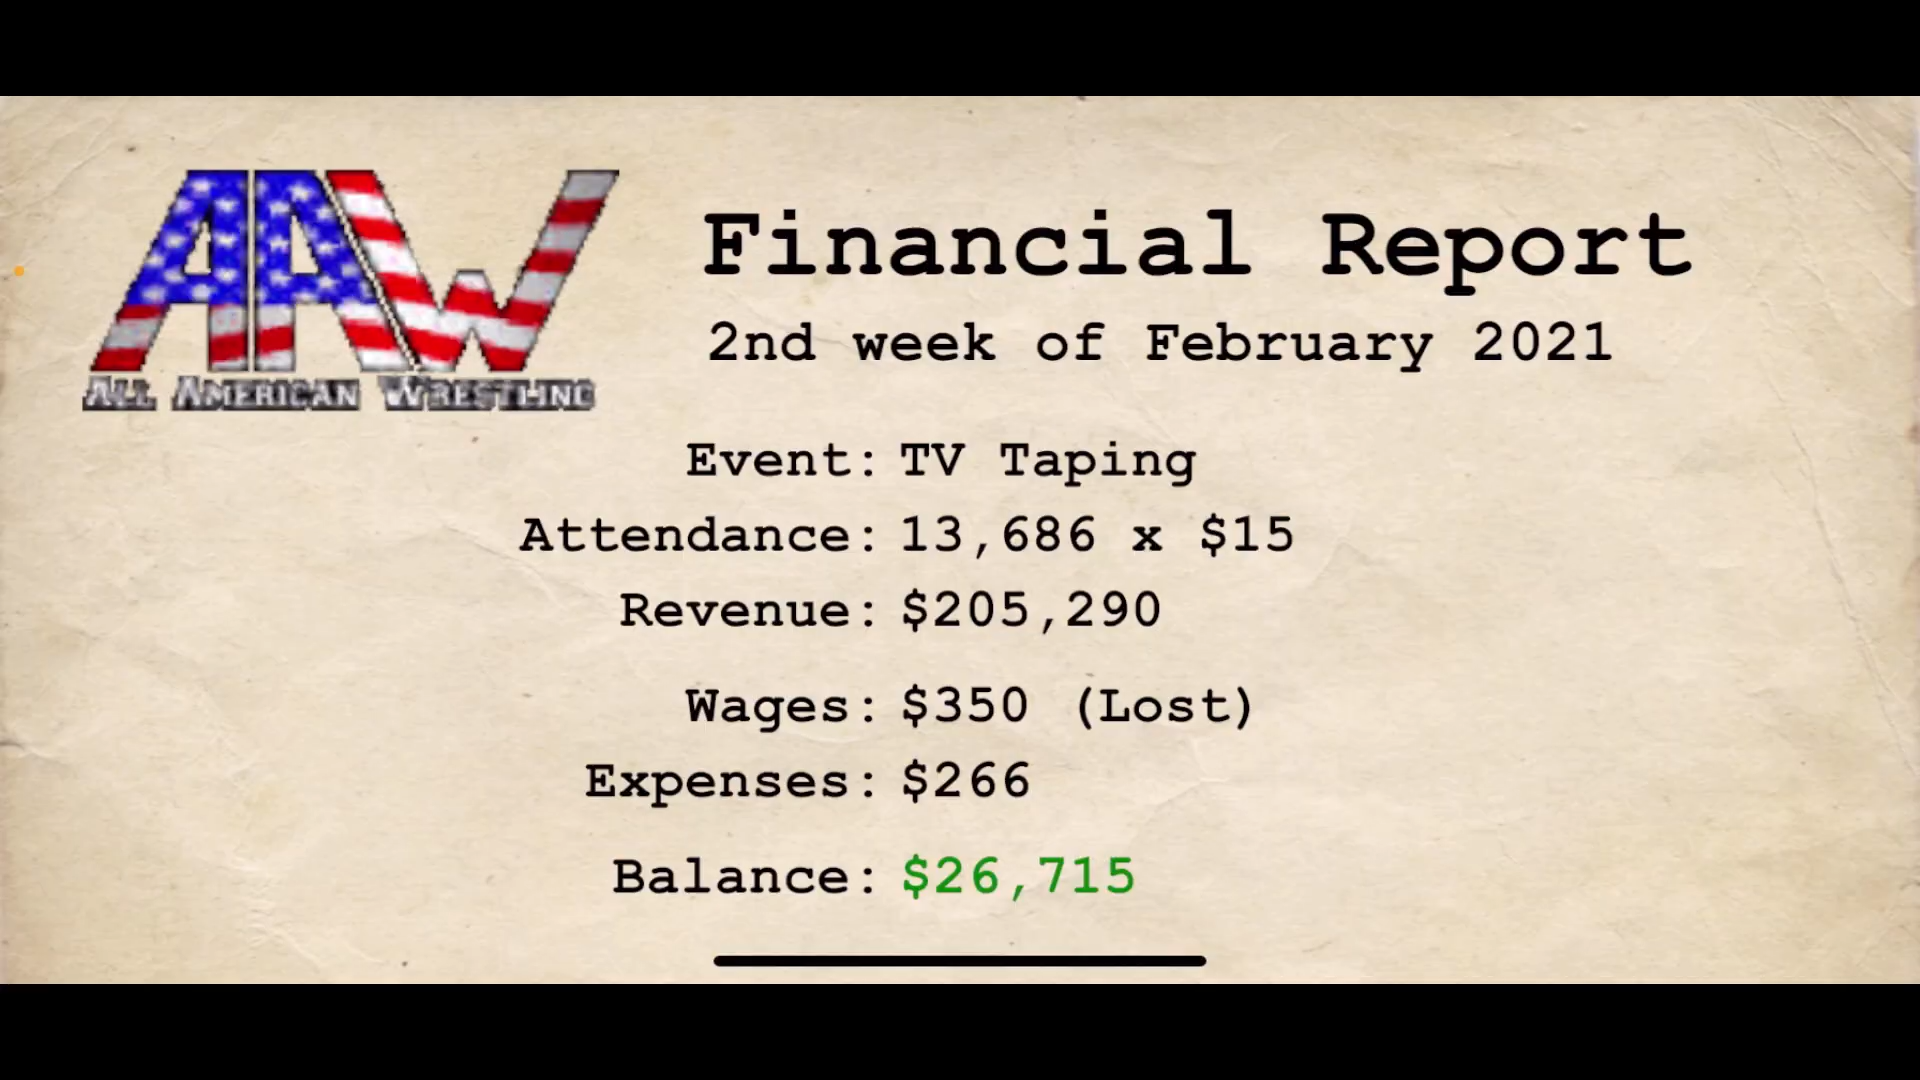 AAW
ALL AMERICAN WRESTLING
Financial Report
2nd week of February 2021
Event: TV Taping
Attendance: 13,686 x $15
Revenue: $205,290
Wages: $350 (Lost)
Expenses: $266
Balance: $26,715